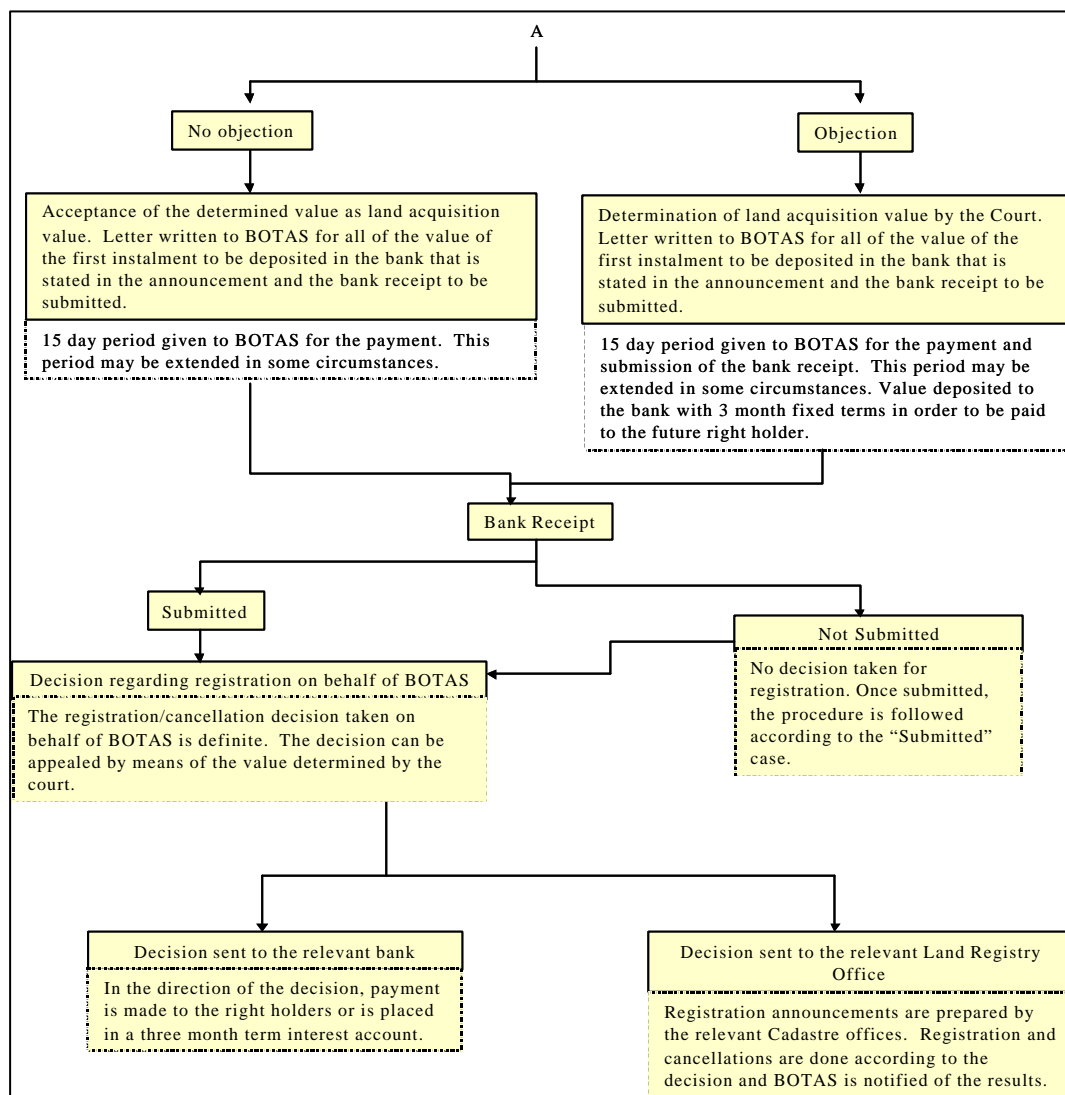 A
No objection
Objection
Acceptance of the determined value as land acquisition
value. Letter written to BOTAS for all of the value of
the first instalment to be deposited in the bank that is
stated in the announcement and the bank receipt to be
submitted.
15 day period given to BOTAS for the payment. This
period may be extended in some circumstances.
Determination of land acquisition value by the Court.
Letter written to BOTAS for all of the value of the
first instalment to be deposited in the bank that is
stated in the announcement and the bank receipt to be
submitted.
15 day period given to BOTAS for the payment and
submission of the bank receipt. This period may be
extended in some circumstances. Value deposited to
the bank with 3 month fixed terms in order to be paid
to the future right holder.
Bank Receipt
Submitted
Not Submitted
No decision taken for
registration. Once submitted,
the procedure is followed
according to the “Submitted”
case.
Decision regarding registration on behalf of BOTAS
The registration/cancellation decision taken on
behalf of BOTAS is definite. The decision can be
appealed by means of the value determined by the
court.
Decision sent to the relevant bank
In the direction of the decision, payment
is made to the right holders or is placed
in a three month term interest account.
Decision sent to the relevant Land Registry
Office
Registration announcements are prepared by
the relevant Cadastre offices. Registration and
cancellations are done according to the
decision and BOTAS is notified of the results.